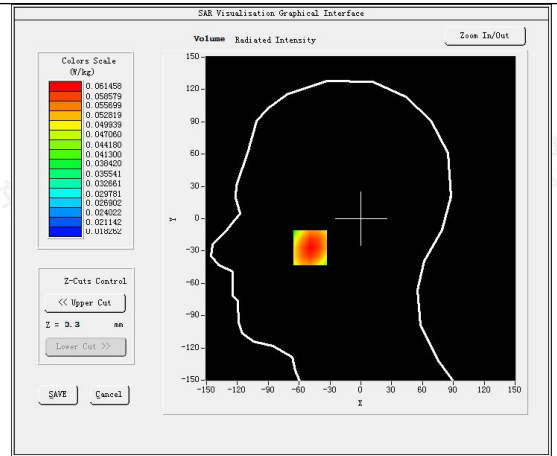 SAR Visualisation Graphical Interface
Volume Radiated Intensity
Zoom In/Out
Colors Scale
(W/kg)
0.061458
0.058579
0.055699
0.052819
0.049939
0.047060
0.044180
0.041300
0.038420
0.035541
0.032661
0.029781
0.026902
0.024022
0.021142
0.018262
Z-Cuts Control
<< Upper Cut
Z = 0.3 mm
Lower Cut >>
SAVE Cancel
150
120
90
60
30
0
-30
-60
-90
-120
-150
Y
-150 -120 -90 -60 -30 0 30 60 90 120 150
X